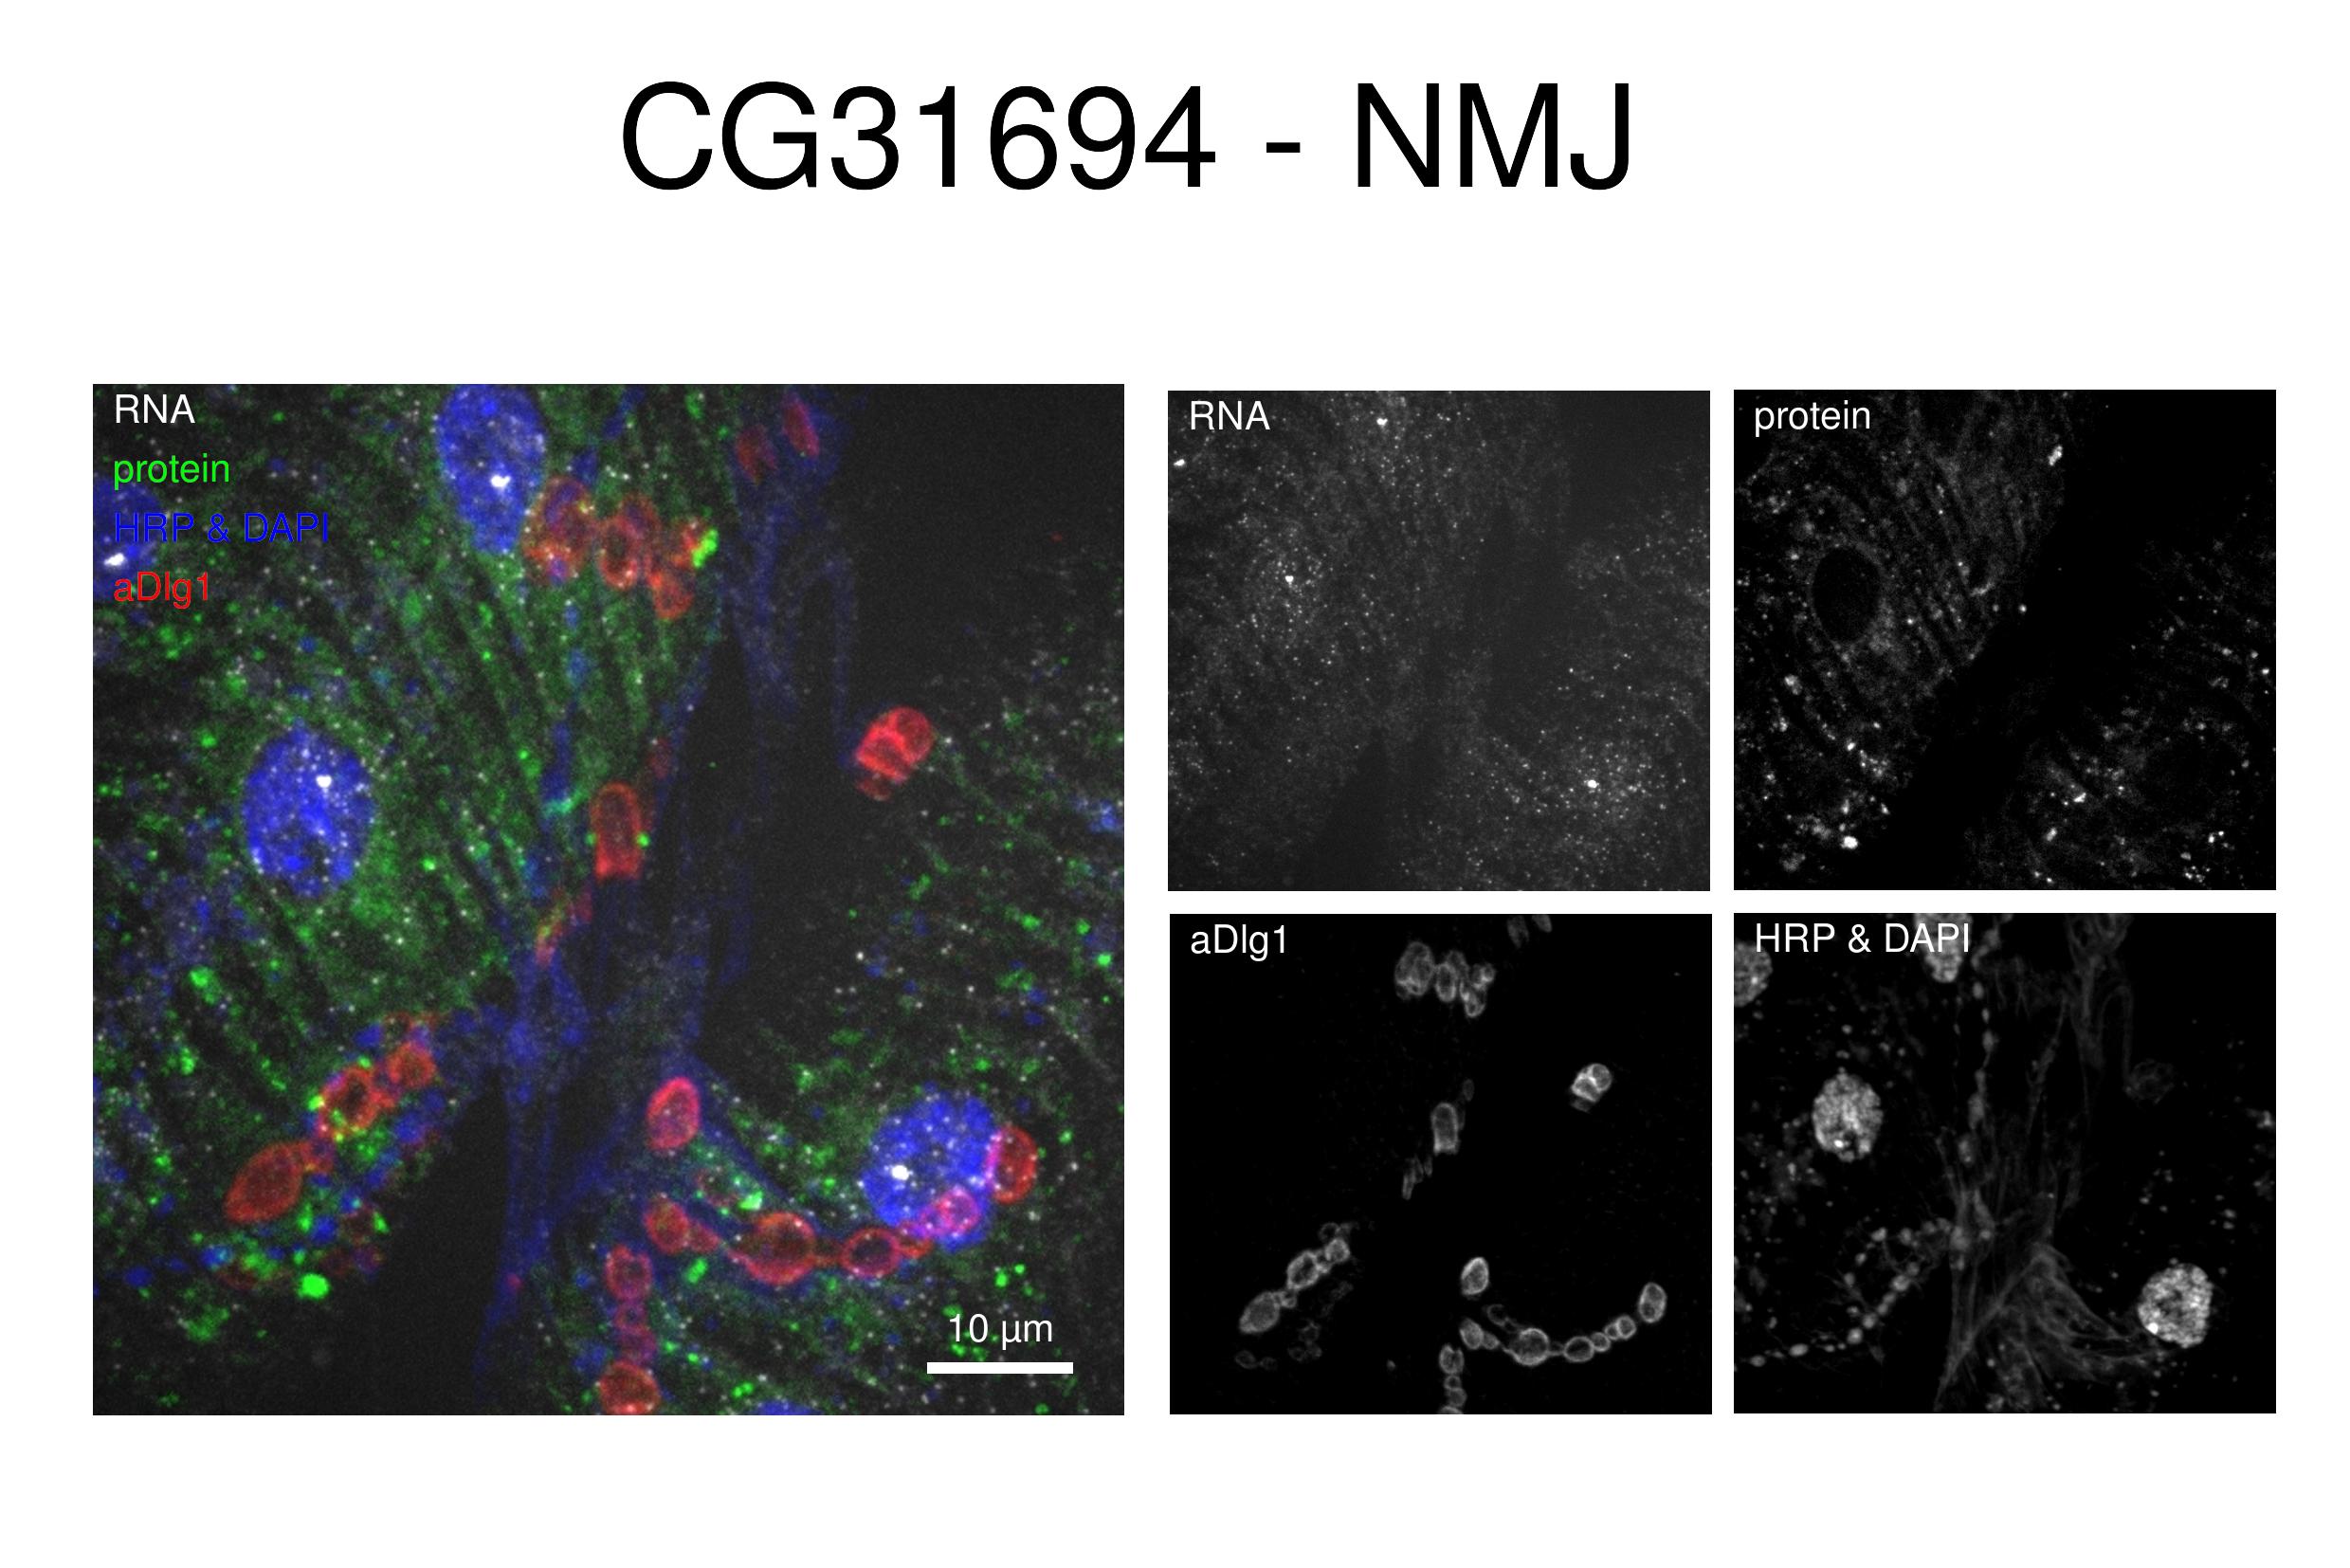 CG31694 - NMJ
RNA
protein
HRP & DAPI
aDlg1
10 µm
RNA
protein
aDlg1
HRP & DAPI